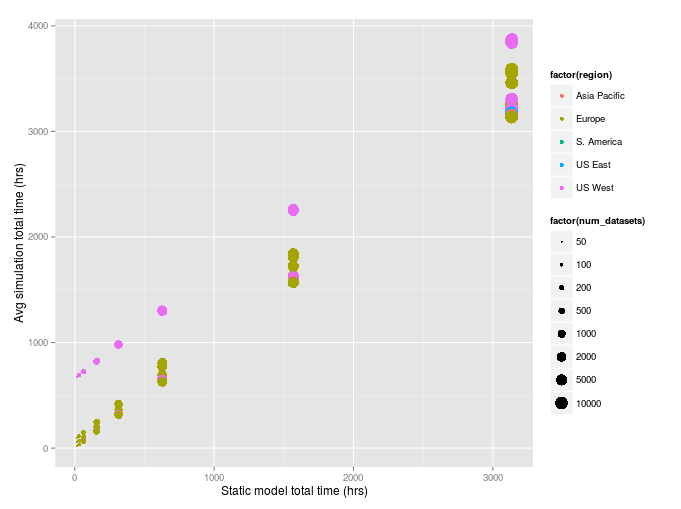 4000
3000
2000
1000
0
0
1000
2000
3000
Avg simulation total time (hrs)
Static model total time (hrs)
factor(region)
Asia Pacific
Europe
S. America
US East
US West
factor(num_datasets)
50
100
200
500
1000
2000
5000
10000